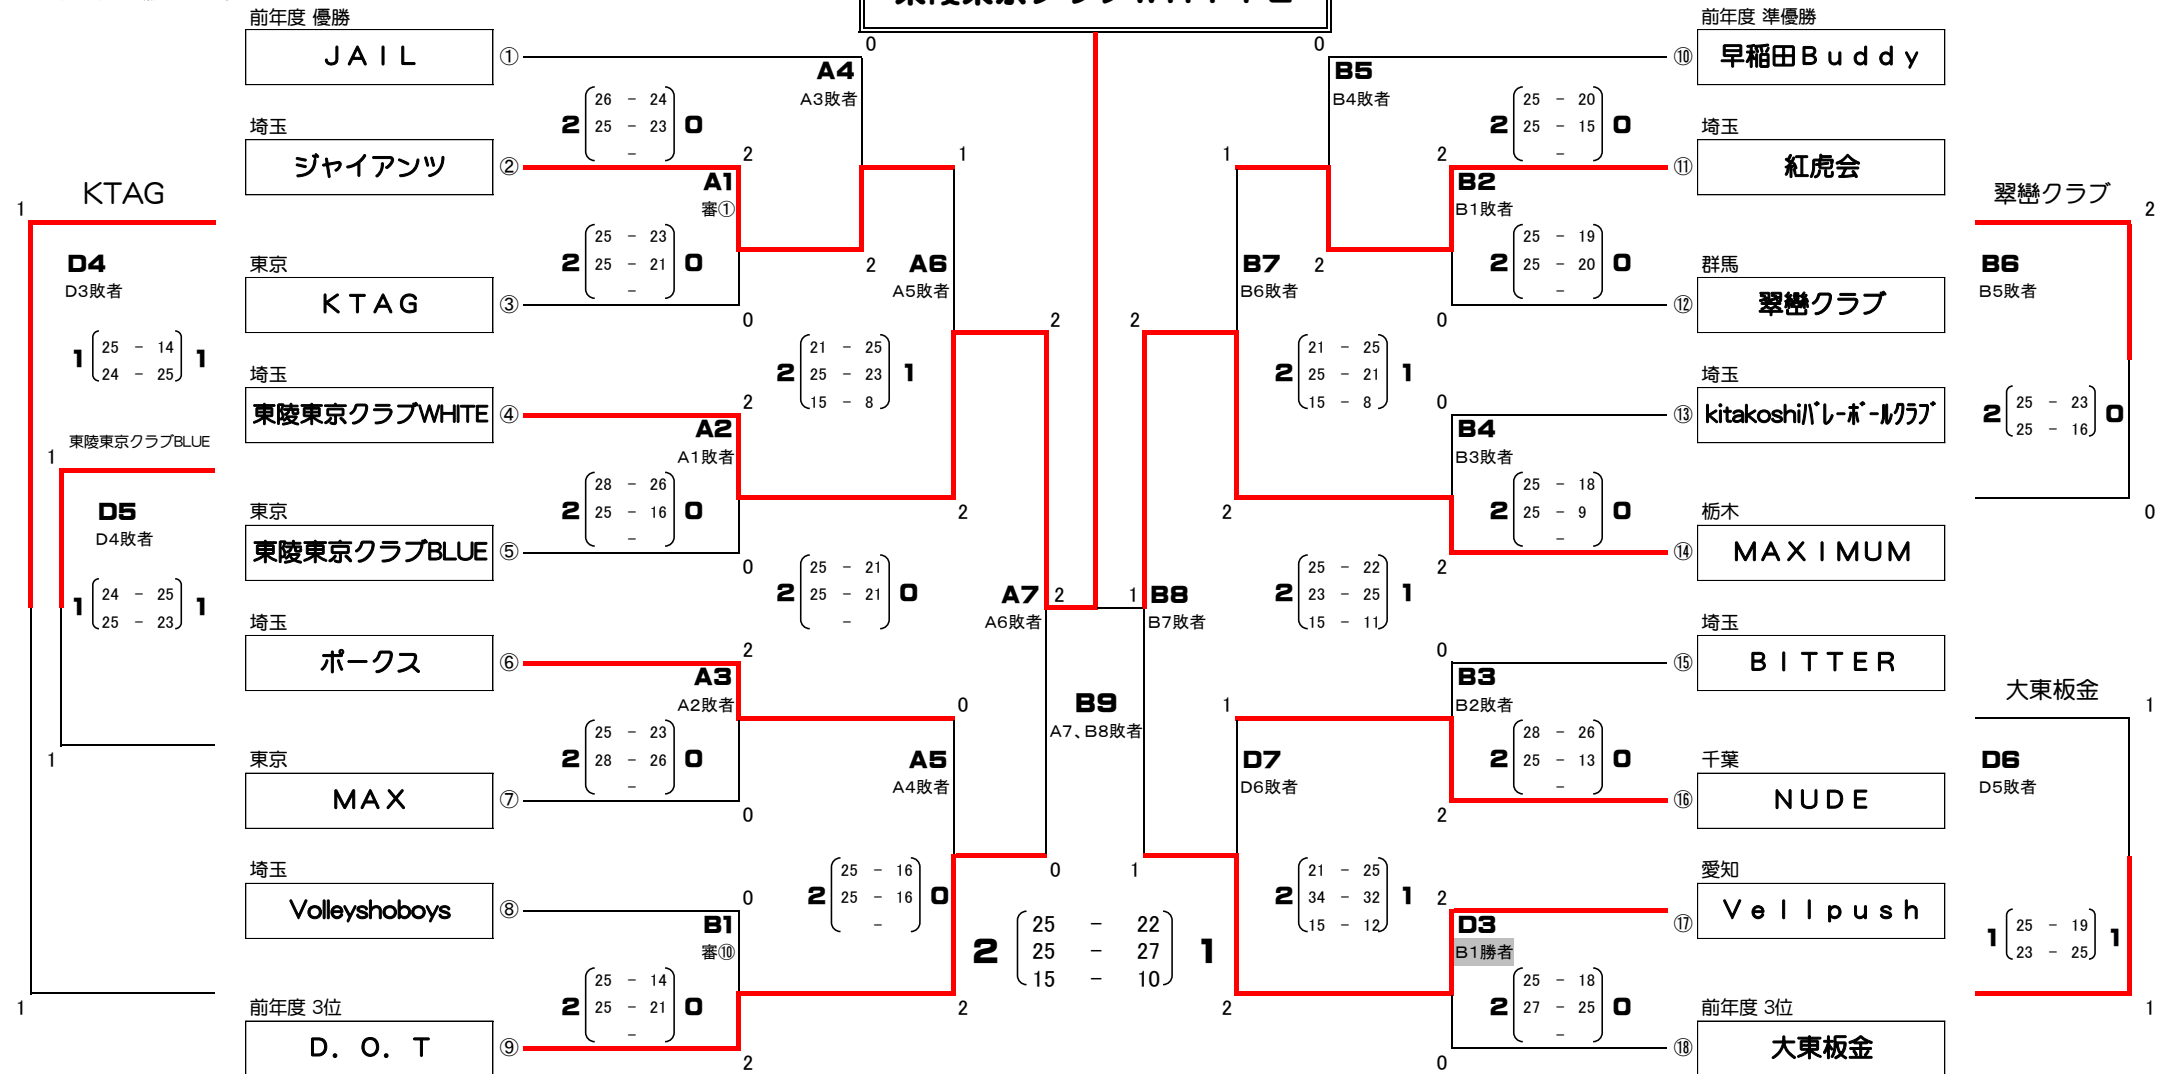 東陵東京クラブWHITE
前年度 優勝
JAIL ①
埼玉
ジャイアンツ ②
東京
KTAG ③
埼玉
東陵東京クラブWHITE ④
東京
東陵東京クラブBLUE ⑤
埼玉
ポークス ⑥
東京
MAX ⑦
埼玉
Volleyshoboys ⑧
前年度 3位
D. O. T ⑨
KTAG
1
D4
D3敗者
1 25 - 14 1
24 - 25
東陵東京クラブBLUE
1
D5
D4敗者
1 24 - 25 1
25 - 23
1
1
2 26 - 24 0
25 - 23
-
2
A1
審①
2 25 - 23 0
25 - 21
-
0
2
A2
A1敗者
2 28 - 26 0
25 - 16
-
0
2
A3
A2敗者
2 25 - 23 0
28 - 26
-
0
0
B1
審⑩
2 25 - 14 0
25 - 21
-
2
0
A4
A3敗者
2
1
A6
A5敗者
2 21 - 25 1
25 - 23
15 - 8
2
2 25 - 21 0
25 - 21
-
0
A5
A4敗者
2 25 - 16 0
25 - 16
-
2
2
A7 2
A6敗者
0
B9
A7、B8敗者
2 25 - 22 1
25 - 27
15 - 10
2
1 B8
B7敗者
1
0
B5
B4敗者
2
1
B7
B6敗者
2 21 - 25 1
25 - 21
15 - 8
2
2 25 - 22 1
23 - 25
15 - 11
1
D7
D6敗者
2 21 - 25 1
34 - 32
15 - 12
2
2 25 - 20 0
25 - 15
-
2
B2
B1敗者
2 25 - 19 0
25 - 20
-
0
0
B4
B3敗者
2 25 - 18 0
25 - 9
-
2
0
B3
B2敗者
2 28 - 26 0
25 - 13
-
2
2
D3
B1勝者
2 25 - 18 0
27 - 25
-
0
前年度 準優勝
⑩ 早稲田Buddy
埼玉
⑪ 紅虎会
群馬
⑫ 翠巒クラブ
埼玉
⑬ kitakoshiバレーボールクラブ
栃木
⑭ MAXIMUM
埼玉
⑮ BITTER
千葉
⑯ NUDE
愛知
⑰ Vellpush
前年度 3位
⑱ 大東板金
翠巒クラブ
2
B6
B5敗者
2 25 - 23 0
25 - 16
0
大東板金
1
D6
D5敗者
1 25 - 19 1
23 - 25
1